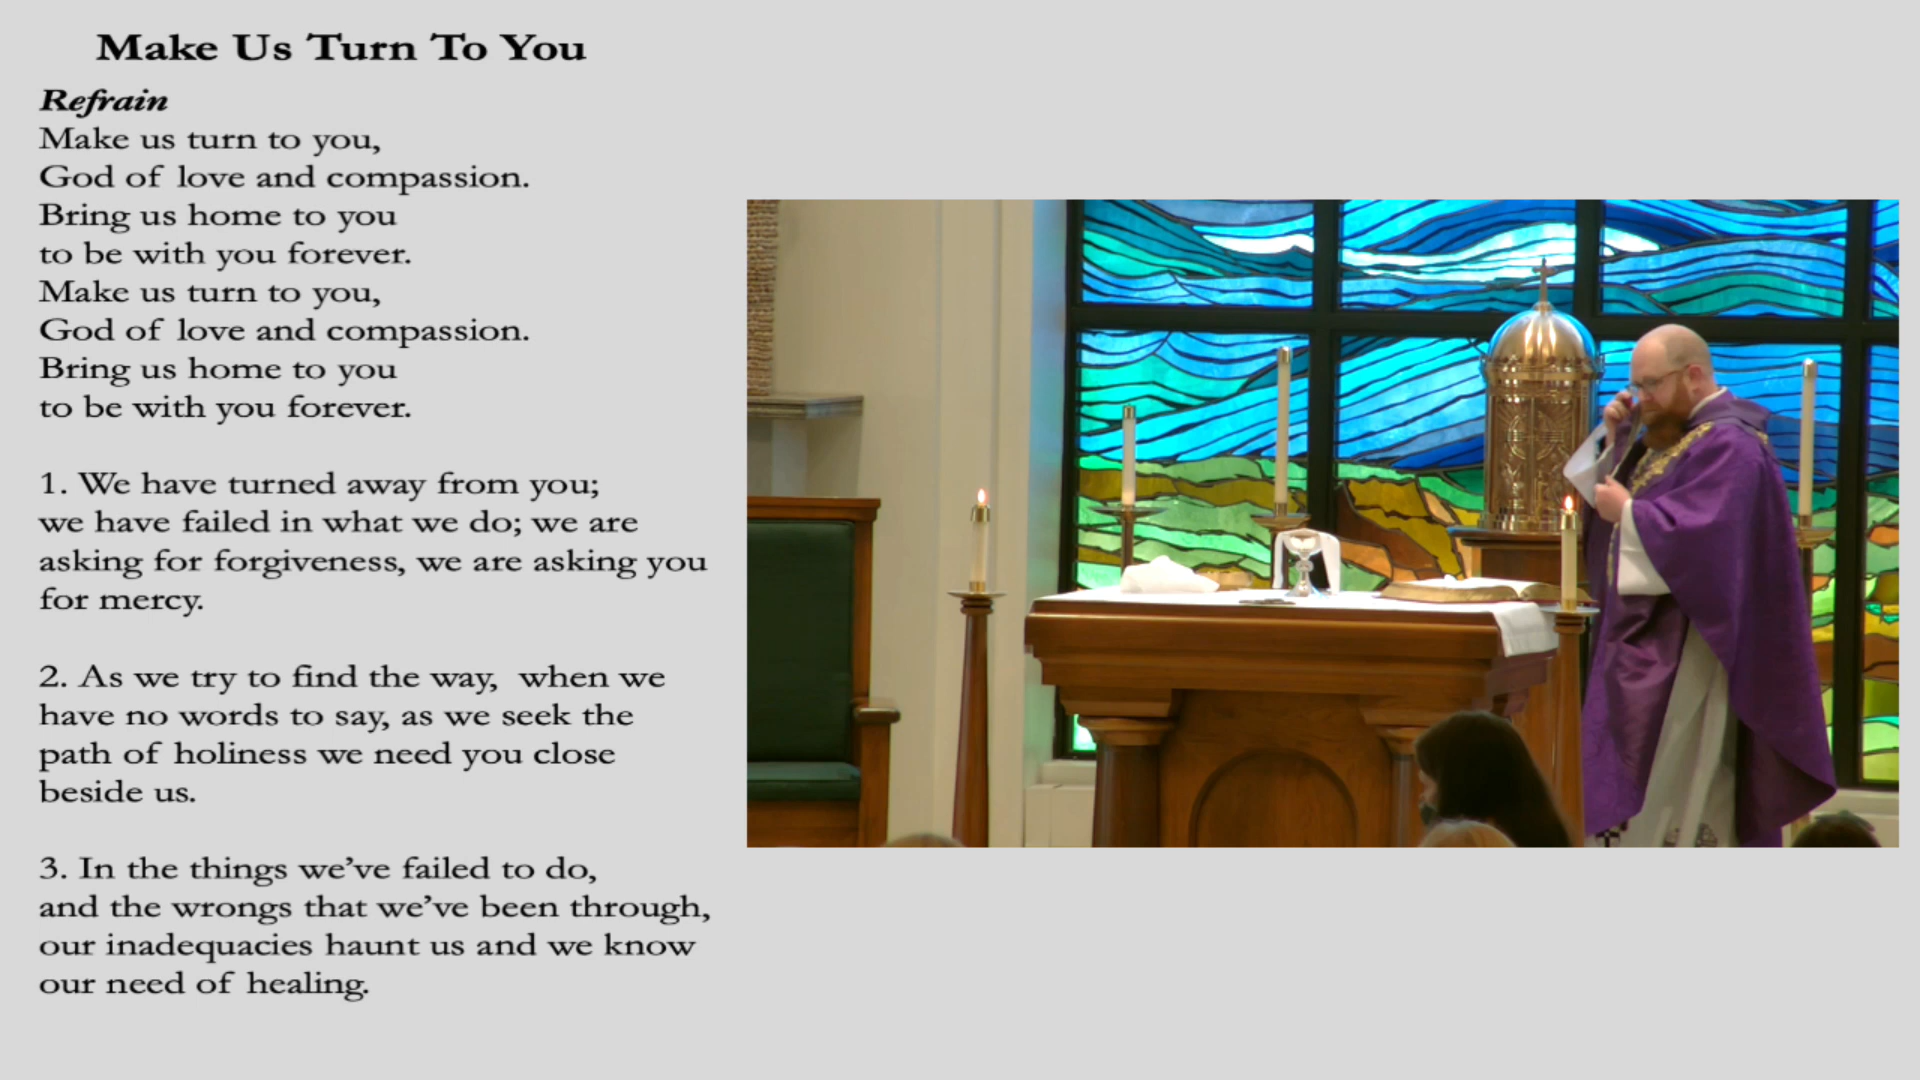 Make Us Turn To You
Refrain
Make us turn to you,
God of love and compassion.
Bring us home to you
to be with you forever.
Make us turn to you,
God of love and compassion.
Bring us home to you
to be with you forever.
1. We have turned away from you;
we have failed in what we do; we are
asking for forgiveness, we are asking you
for mercy.
2. As we try to find the way, when we
have no words to say, as we seek the
path of holiness we need you close
beside us.
3. In the things we’ve failed to do,
and the wrongs that we’ve been through,
our inadequacies haunt us and we know
our need of healing.